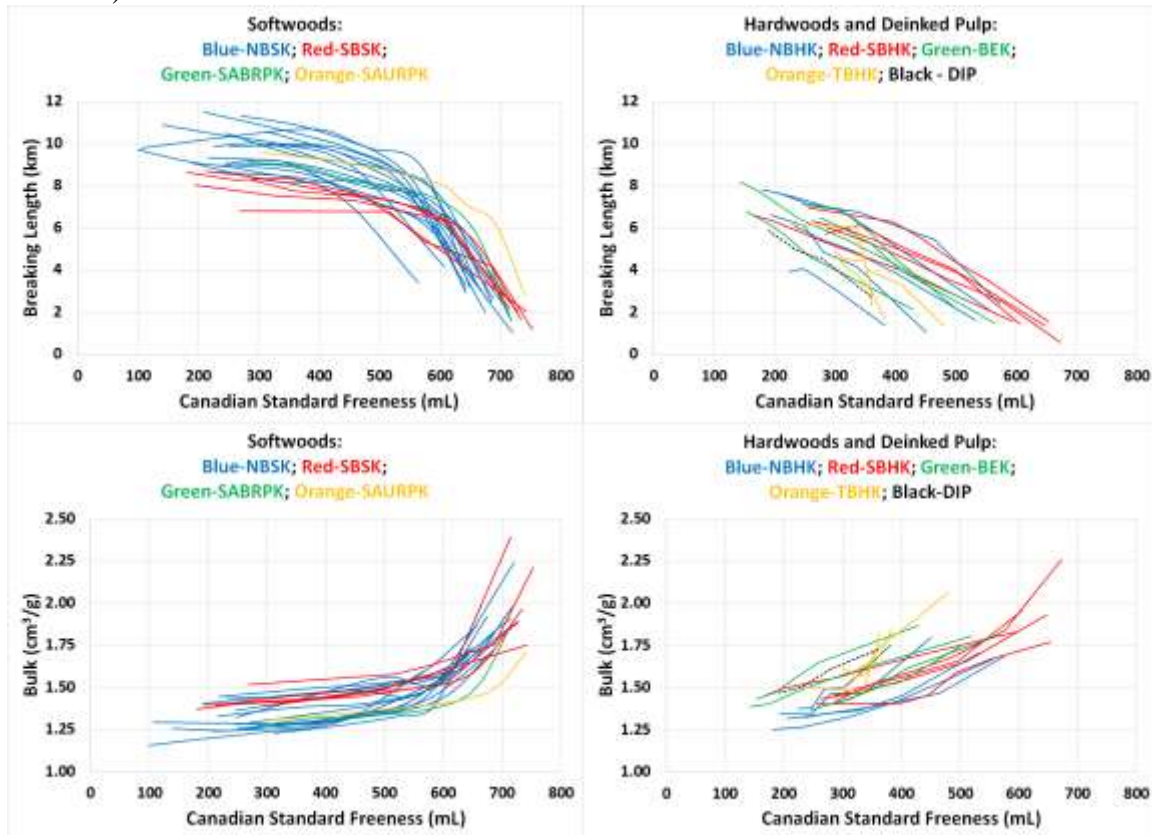 Softwoods:
Blue-NBSK; Red-SBSK;
Green-SABRPK; Orange-SAURPK
12
10
8
6
4
2
0
Breaking Length (km)
0 100 200 300 400 500 600 700 800
Canadian Standard Freeness (mL)
Hardwoods and Deinked Pulp:
Blue-NBHK; Red-SBHK; Green-BEK;
Orange-TBHK; Black - DIP
12
10
8
6
4
2
0
Breaking Length (km)
0 100 200 300 400 500 600 700 800
Canadian Standard Freeness (mL)
Softwoods:
Blue-NBSK; Red-SBSK;
Green-SABRPK; Orange-SAURPK
2.50
2.25
2.00
1.75
1.50
1.25
1.00
Bulk (cm³/g)
0 100 200 300 400 500 600 700 800
Canadian Standard Freeness (mL)
Hardwoods and Deinked Pulp:
Blue-NBHK; Red-SBHK; Green-BEK;
Orange-TBHK; Black-DIP
2.50
2.25
2.00
1.75
1.50
1.25
1.00
Bulk (cm³/g)
0 100 200 300 400 500 600 700 800
Canadian Standard Freeness (mL)